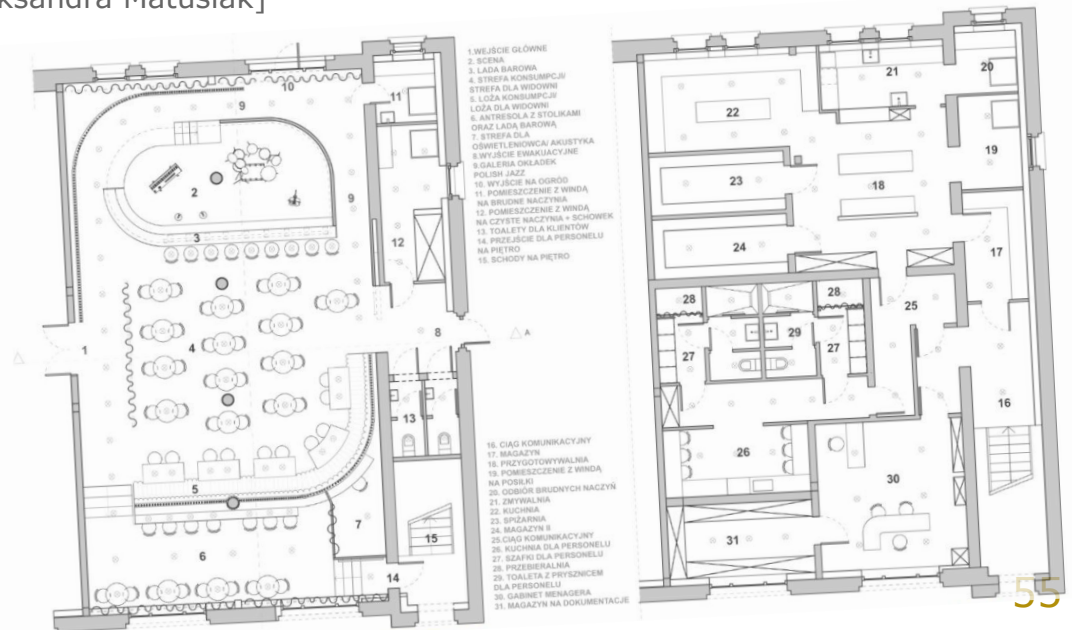 ksandra Matusiak]
1.WEJŚCIE GŁÓWNE
2. SCENA
3. LADA BAROWA
4. STREFA KONSUMPCJI/
STREFA DLA WIDOWNI
5. LOŻA KONSUMPCJI/
LOŻA DLA WIDOWNI
6. ANTRESOLA Z STOLIKAMI
ORAZ LADĄ BAROWĄ
7. STREFA DLA
OŚWIETLENIOWCA/ AKUSTYKA
8.WYJŚCIE EWAKUACYJNE
9.GALERIA OKŁADEK
POLISH JAZZ
10. WYJŚCIE NA OGRÓD
11. POMIESZCZENIE Z WINDĄ
NA BRUDNE NACZYNIA
12. POMIESZCZENIE Z WINDĄ
NA CZYSTE NACZYNIA + SCHOWEK
13. TOALETY DLA KLIENTÓW
14. PRZEJŚCIE DLA PERSONELU
NA PIĘTRO
15. SCHODY NA PIĘTRO
16. CIĄG KOMUNIKACYJNY
17. MAGAZYN
18. PRZYGOTOWYWALNIA
19. POMIESZCZENIE Z WINDĄ
NA POSIŁKI
20. ODBIÓR BRUDNYCH NACZYŃ
21. ZMYWALNIA
22. KUCHNIA
23. SPIŻARNIA
24. MAGAZYN II
25.CIĄG KOMUNIKACYJNY
26. KUCHNIA DLA PERSONELU
27. SZAFKI DLA PERSONELU
28. PRZEBIERALNIA
29. TOALETA Z PRYSZNICEM
DLA PERSONELU
30. GABINET MENAGERA
31. MAGAZYN NA DOKUMENTACJE
10
9
11
2
9
3
12
1
4
8
A
13
5
7
15
6
14
21
20
22
19
23
18
24
17
28
28
25
29
27
27
16
26
30
31
55